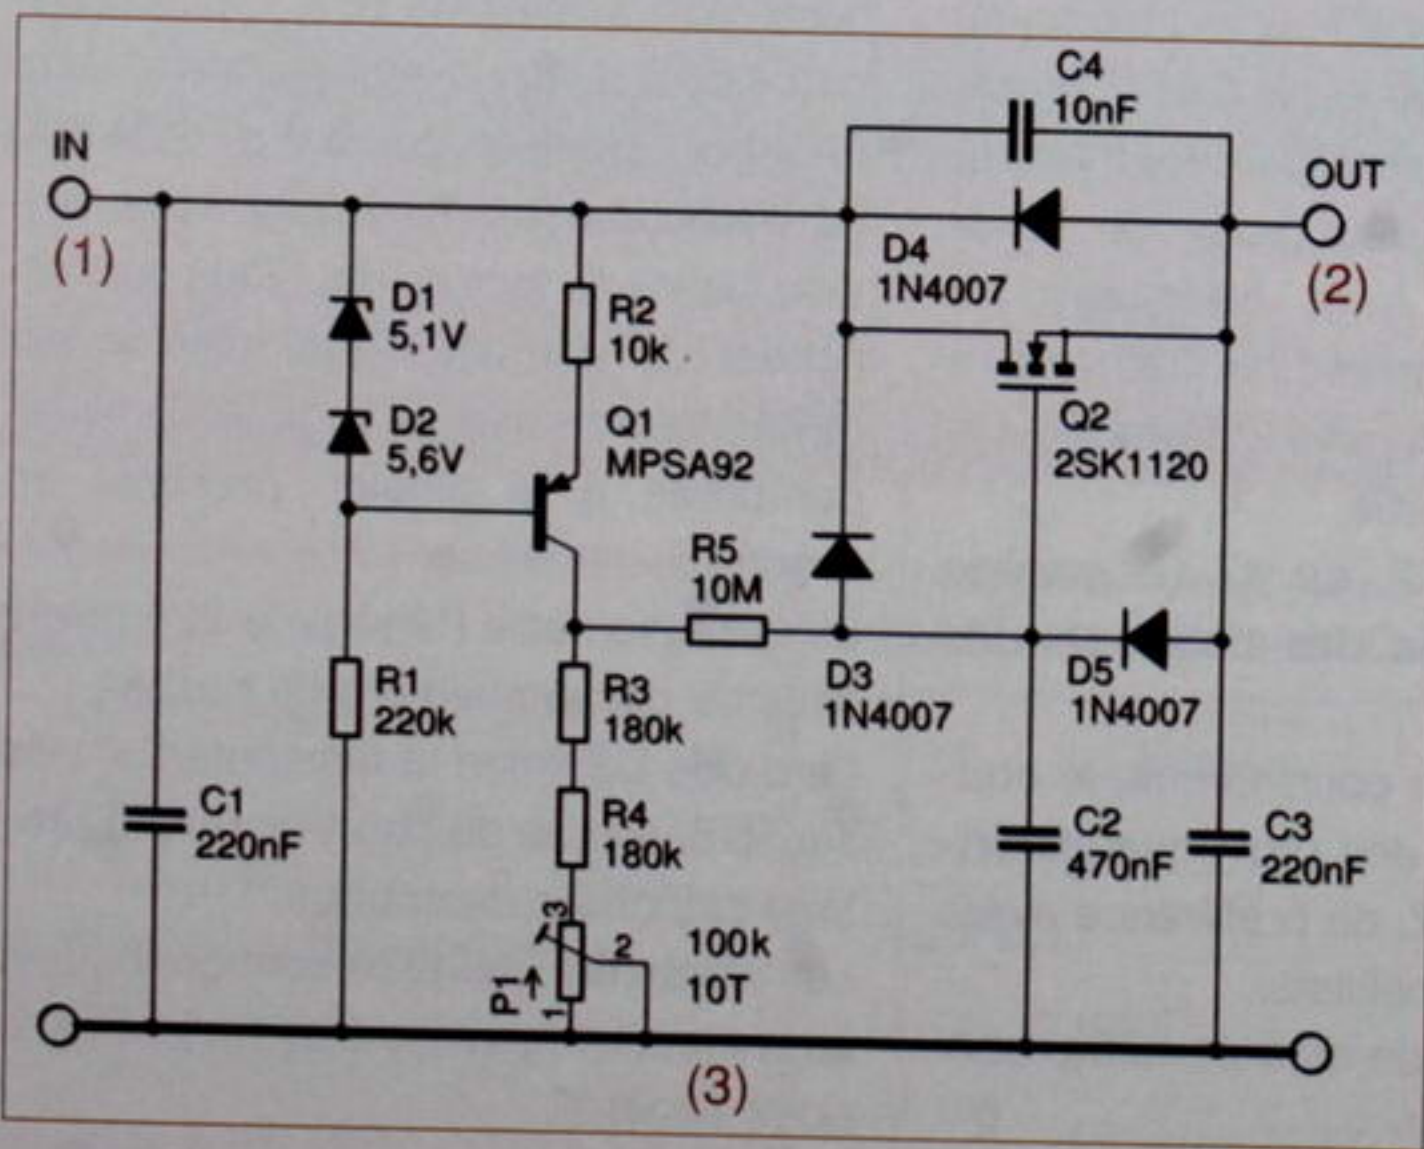 C4
10nF
IN
(1)
OUT
(2)
D4
1N4007
D1
5,1V
R2
10k
D2
5,6V
Q1
MPSA92
Q2
2SK1120
R5
10M
R1
220k
R3
180k
D3
1N4007
D5
1N4007
C1
220nF
R4
180k
C2
470nF
C3
220nF
3
2
P1
1
100k
10T
(3)